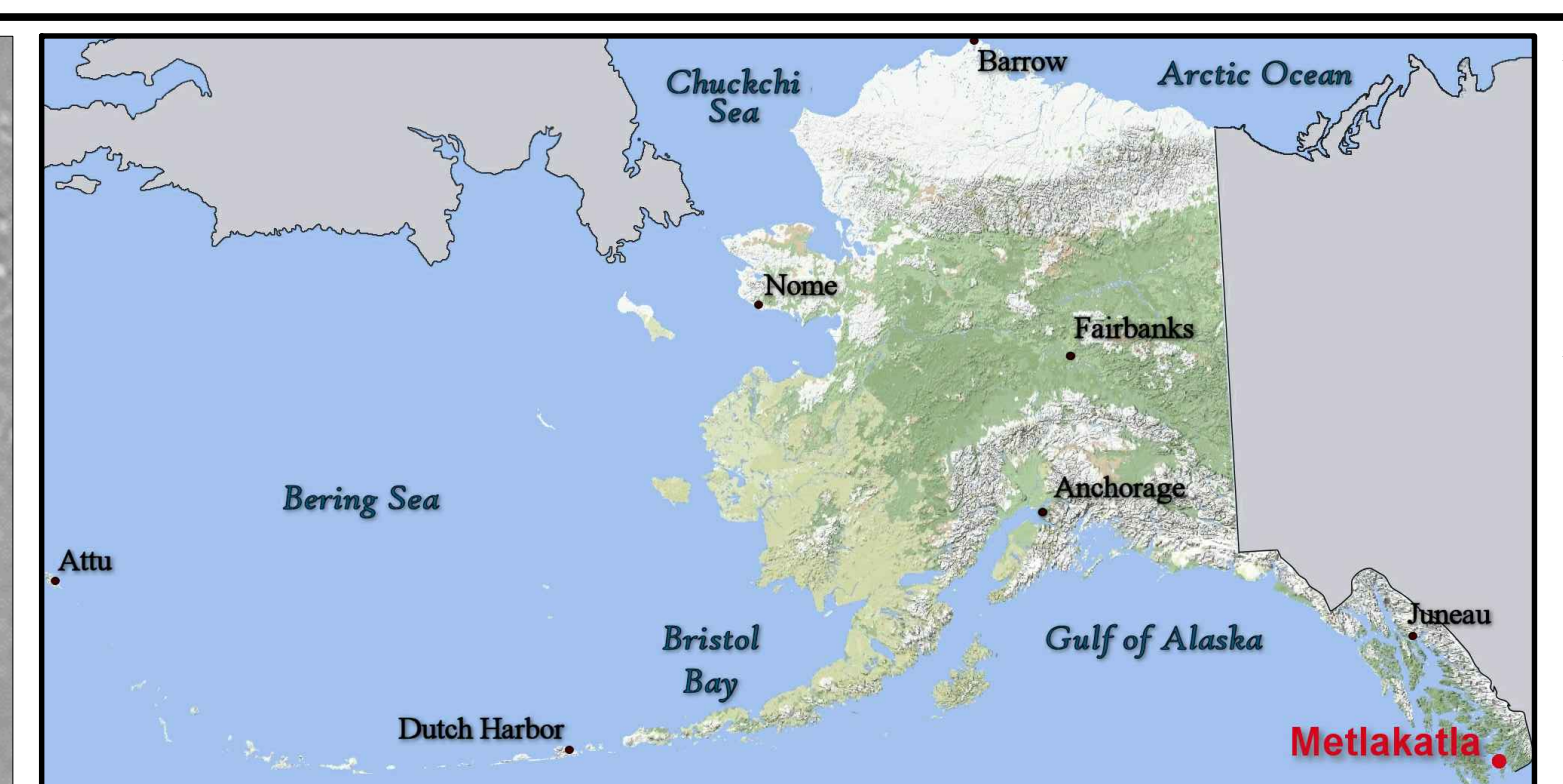 Barrow
Chuckchi
Sea
Arctic Ocean
Nome
Fairbanks
Bering Sea
Anchorage
Attu
Bristol
Bay
Gulf of Alaska
Juneau
Dutch Harbor
Metlakatla